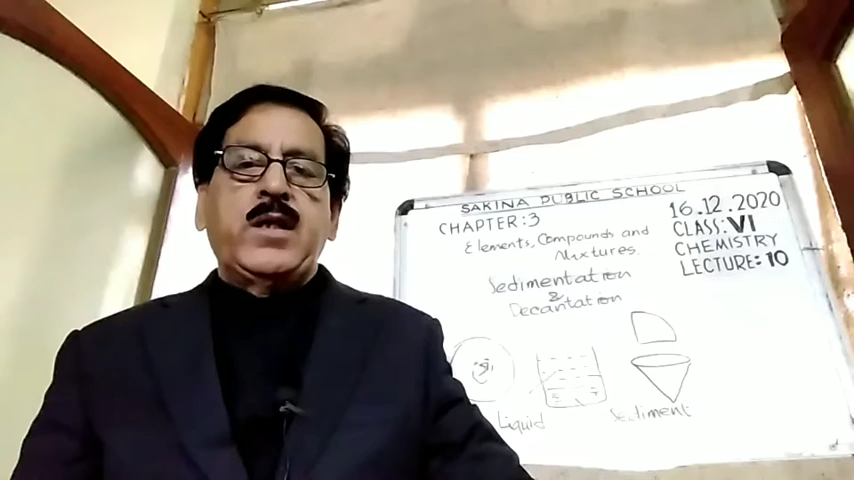 SAKINA PUBLIC SCHOOL
16.12.2020
CHAPTER:3
CLASS:VI
Elements, Compounds and
Mixtures.
CHEMISTRY
LECTURE:10
Sedimentation
&
Decantation
Liquid
Sediment